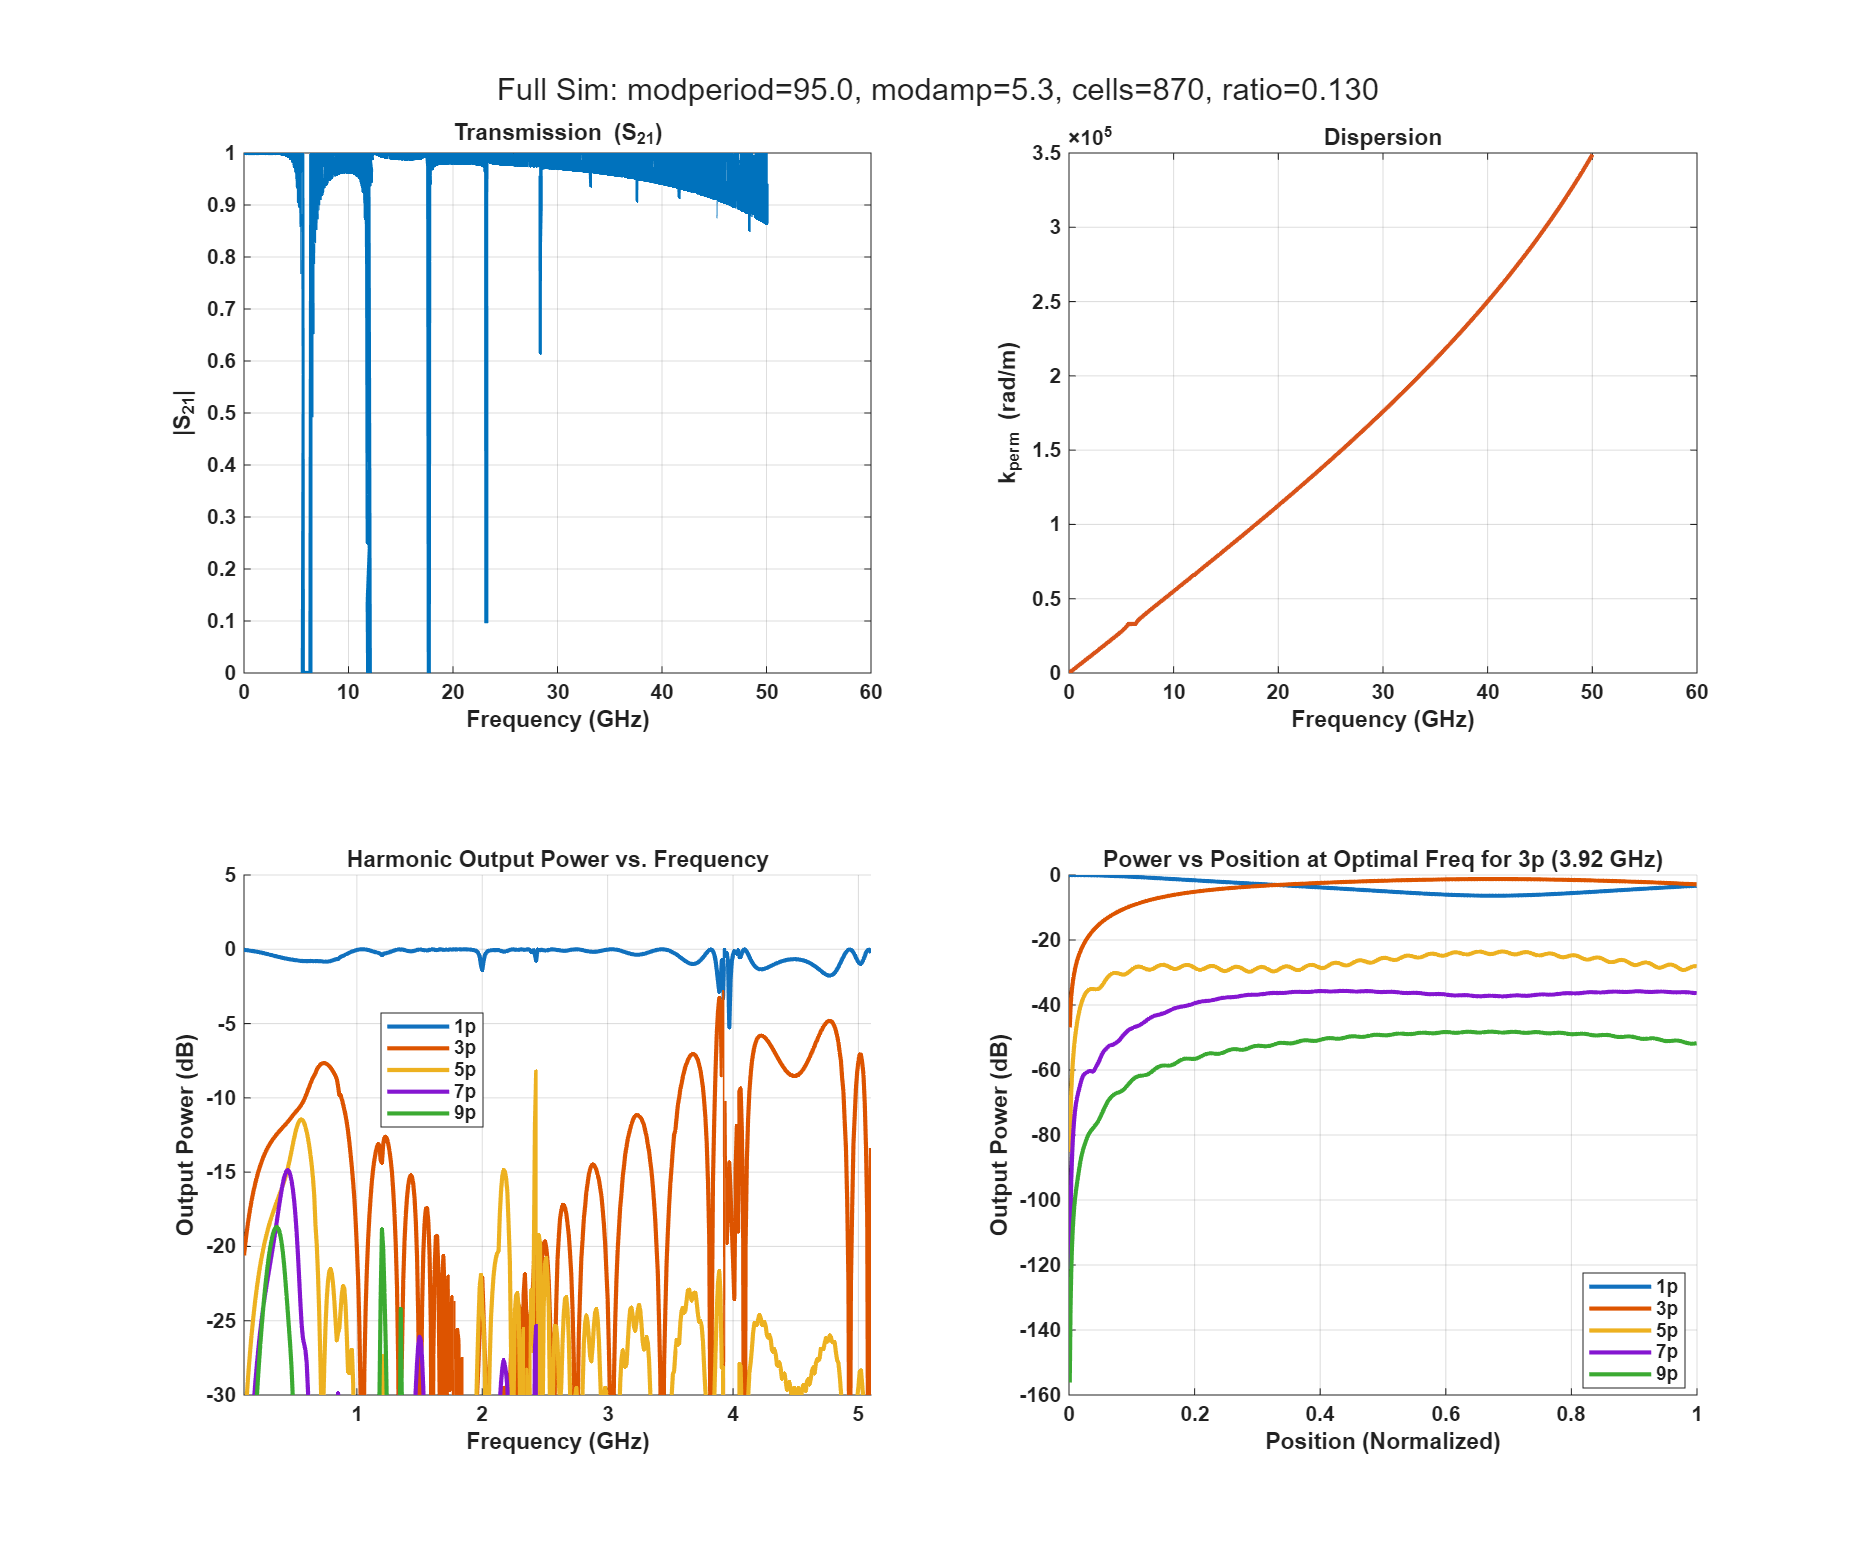 Full Sim: modperiod=95.0, modamp=5.3, cells=870, ratio=0.130
Transmission (S21)
1
0.9
0.8
0.7
0.6
0.5
0.4
0.3
0.2
0.1
0
|S21|
0 10 20 30 40 50 60
Frequency (GHz)
×10⁵
Dispersion
3.5
3
2.5
2
1.5
1
0.5
0
kperm (rad/m)
0 10 20 30 40 50 60
Frequency (GHz)
Harmonic Output Power vs. Frequency
5
0
-5
-10
-15
-20
-25
-30
Output Power (dB)
1p
3p
5p
7p
9p
1 2 3 4 5
Frequency (GHz)
Power vs Position at Optimal Freq for 3p (3.92 GHz)
0
-20
-40
-60
-80
-100
-120
-140
-160
Output Power (dB)
1p
3p
5p
7p
9p
0 0.2 0.4 0.6 0.8 1
Position (Normalized)